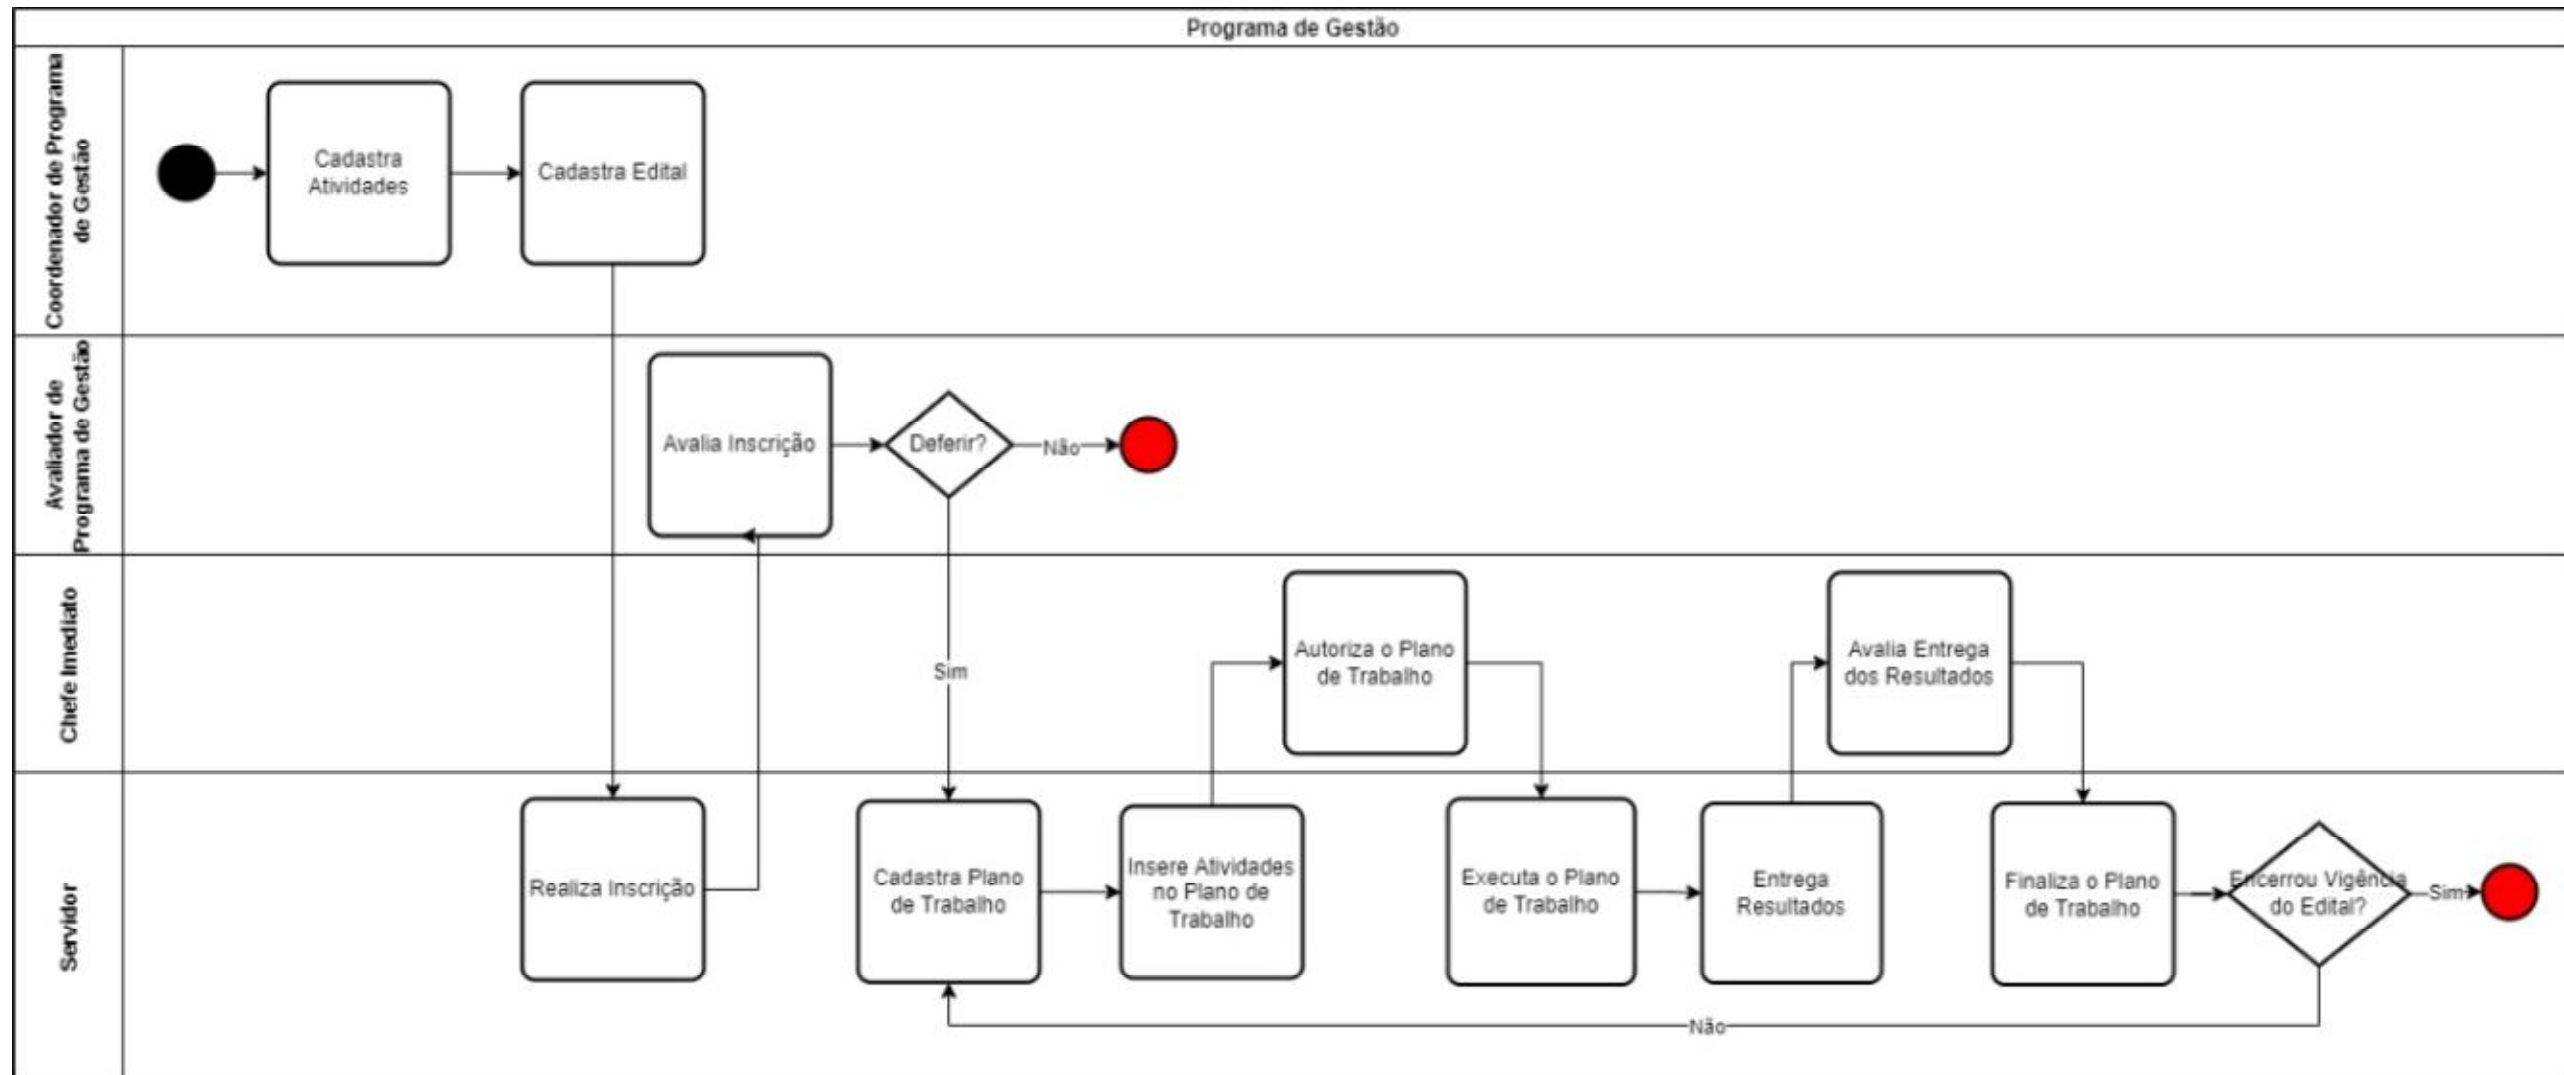 Programa de Gestão
Coordenador de Programa
de Gestão
Cadastra
Atividades
Cadastra Edital
Avaliador de
Programa de Gestão
Avalia Inscrição
Deferir?
Não
Sim
Chefe Imediato
Autoriza o Plano
de Trabalho
Avalia Entrega
dos Resultados
Servidor
Realiza Inscrição
Cadastra Plano
de Trabalho
Insere Atividades
no Plano de
Trabalho
Executa o Plano
de Trabalho
Entrega
Resultados
Finaliza o Plano
de Trabalho
Encerrou Vigência
do Edital?
Sim
Não